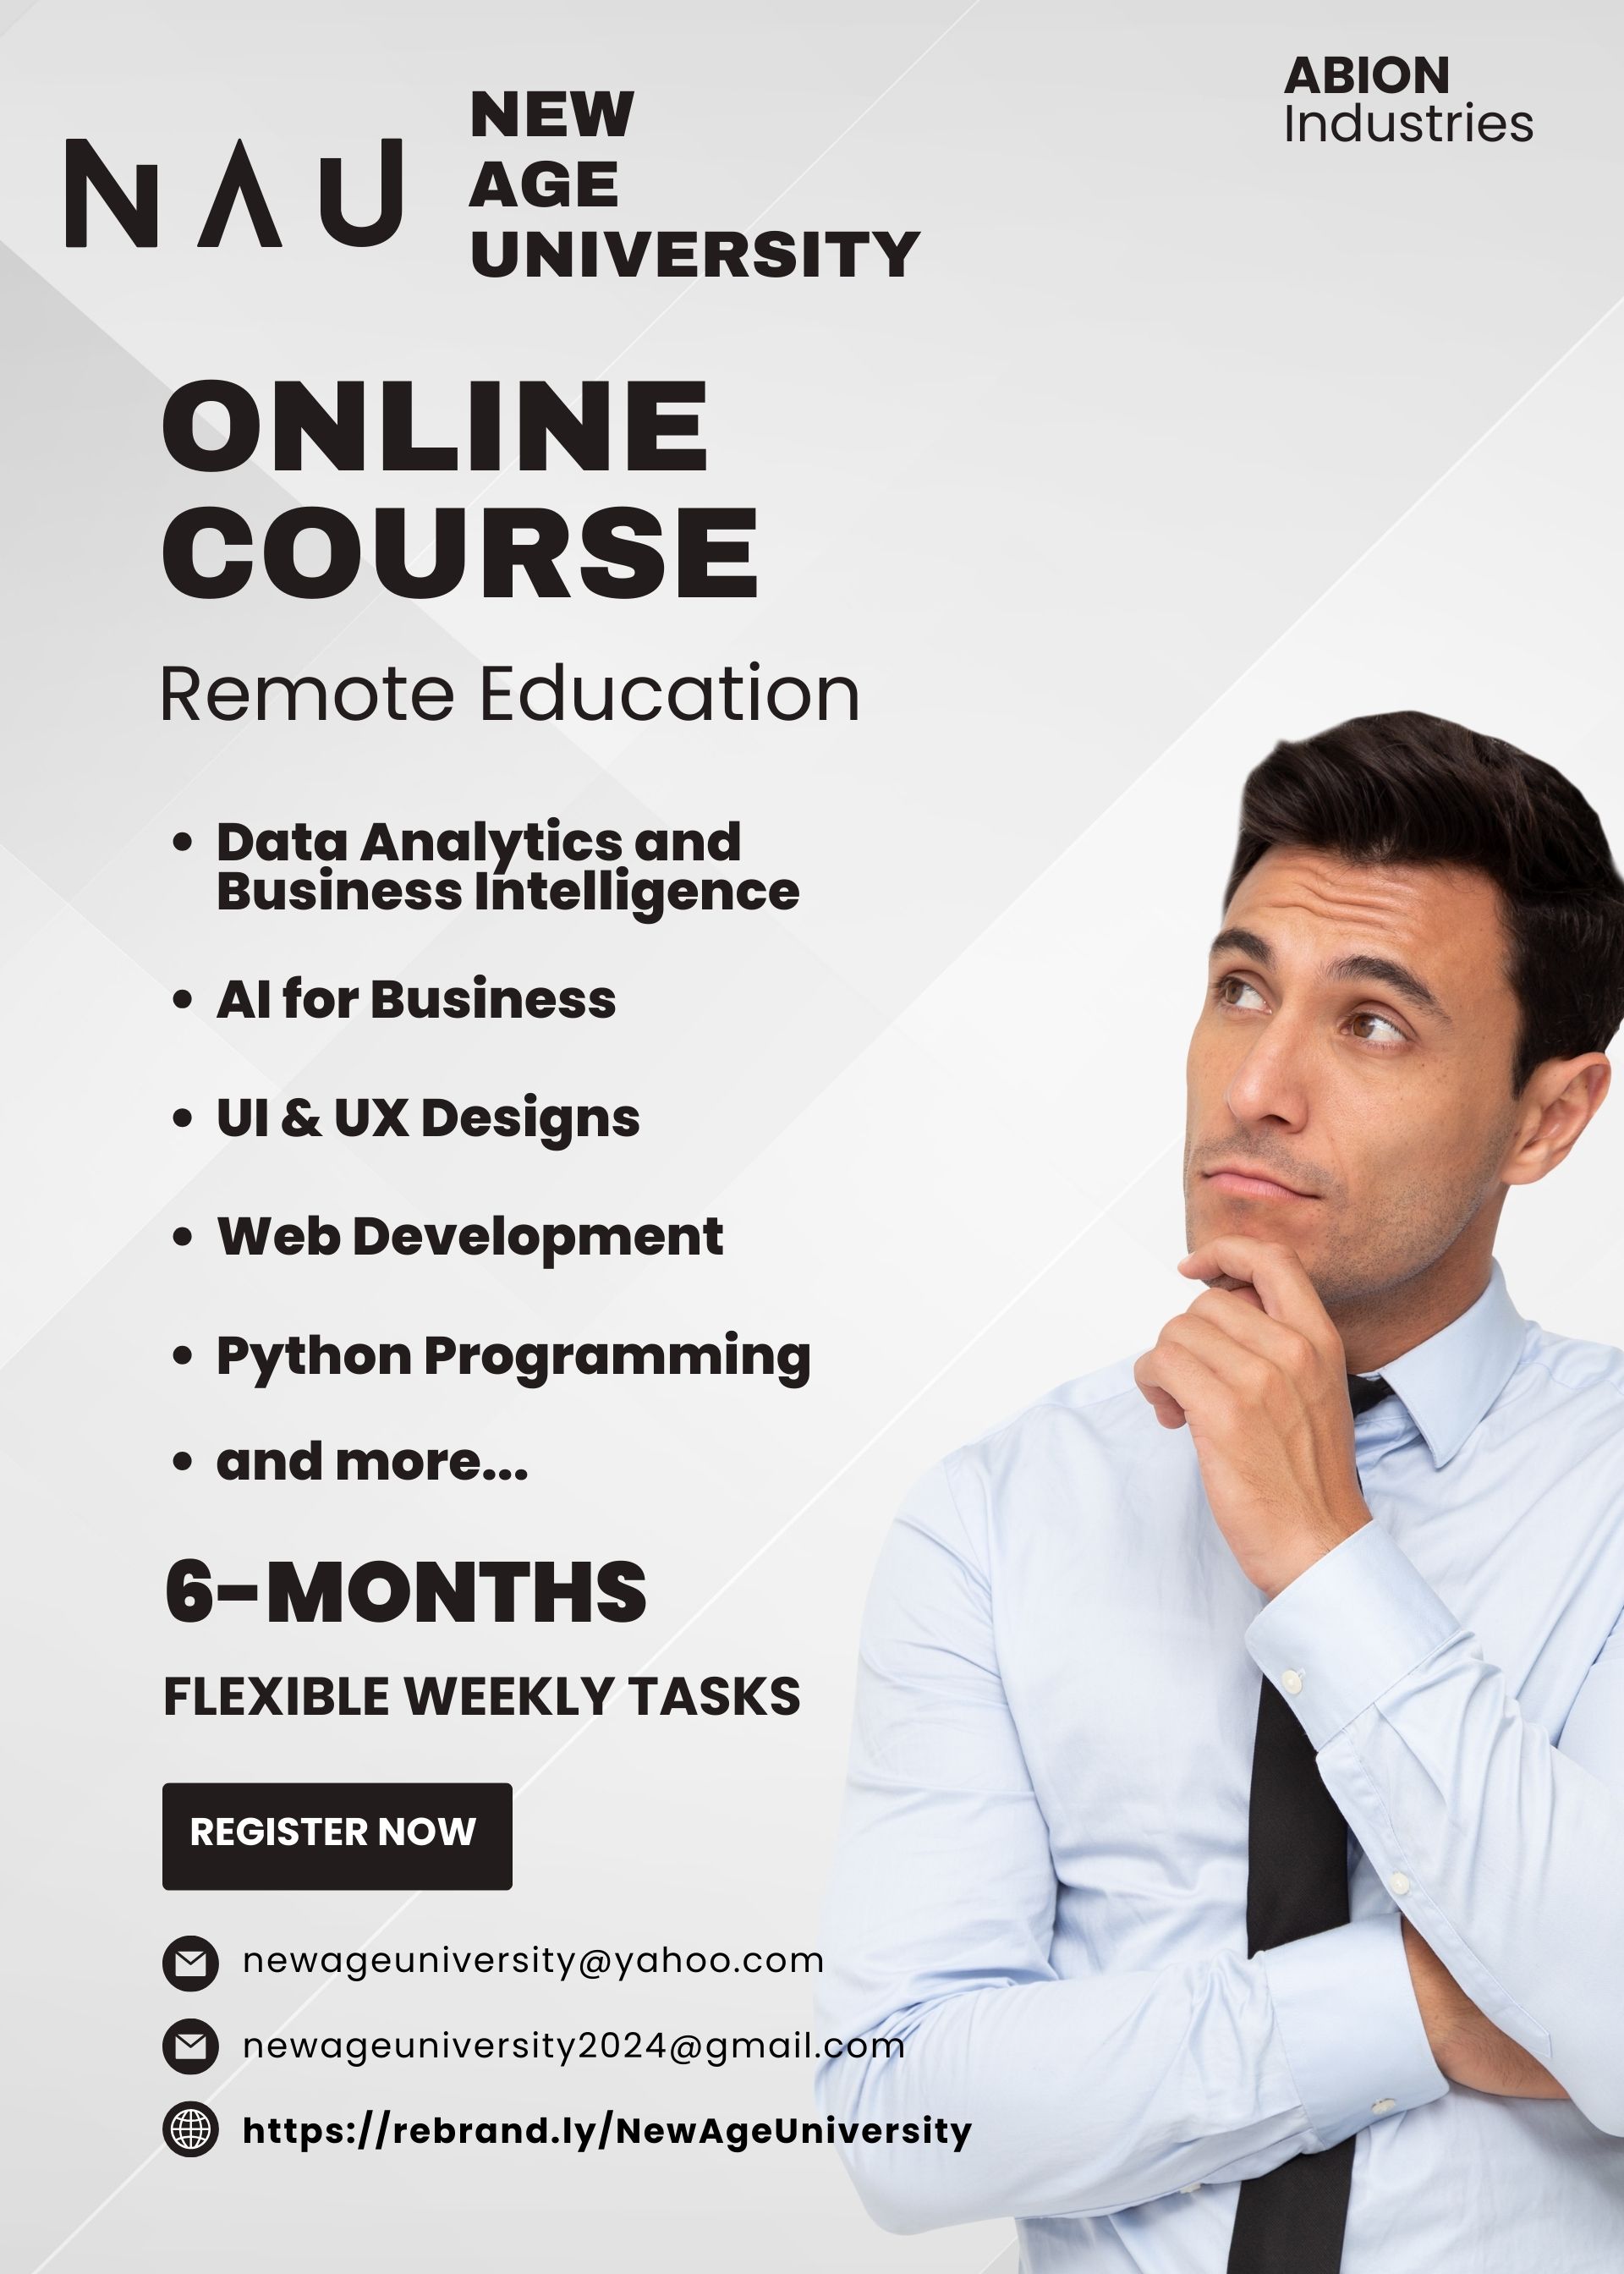 NAU
NEW
AGE
UNIVERSITY
ABION
Industries
ONLINE
COURSE
Remote Education
• Data Analytics and
Business Intelligence
• AI for Business
• UI & UX Designs
• Web Development
• Python Programming
• and more...
6-MONTHS
FLEXIBLE WEEKLY TASKS
REGISTER NOW
newageuniversity@yahoo.com
newageuniversity2024@gmail.com
https://rebrand.ly/NewAgeUniversity